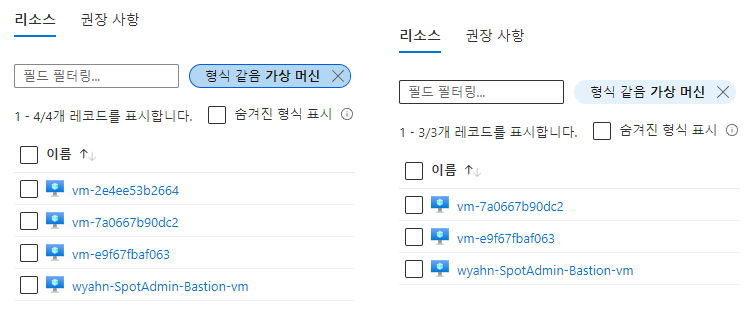 리소스 권장 사항
필드 필터링...
형식 같음 가상 머신
1 - 4/4개 레코드를 표시합니다.
숨겨진 형식 표시
이름
vm-2e4ee53b2664
vm-7a0667b90dc2
vm-e9f67fbaf063
wyahn-SpotAdmin-Bastion-vm
리소스 권장 사항
필드 필터링...
형식 같음 가상 머신
1 - 3/3개 레코드를 표시합니다.
숨겨진 형식 표시
이름
vm-7a0667b90dc2
vm-e9f67fbaf063
wyahn-SpotAdmin-Bastion-vm